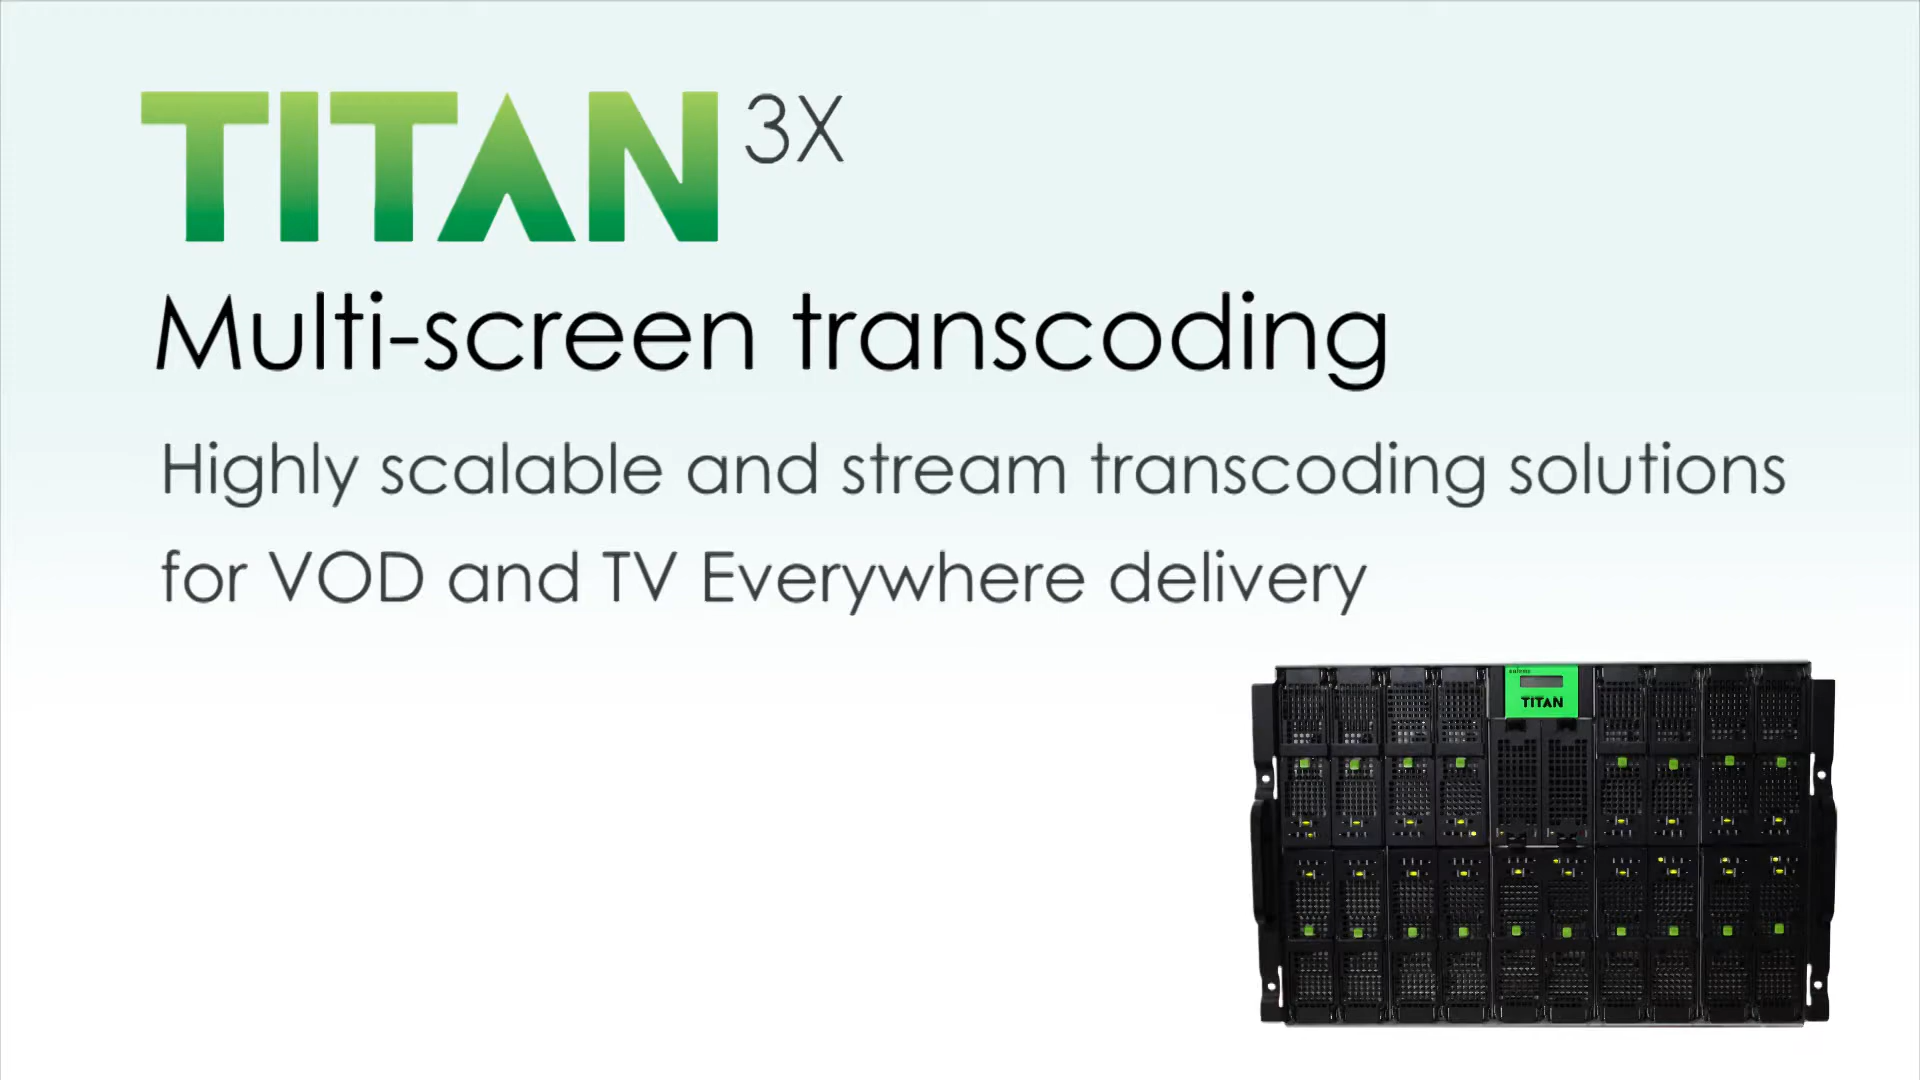 TITAN 3X
Multi-screen transcoding
Highly scalable and stream transcoding solutions
for VOD and TV Everywhere delivery
TITAN